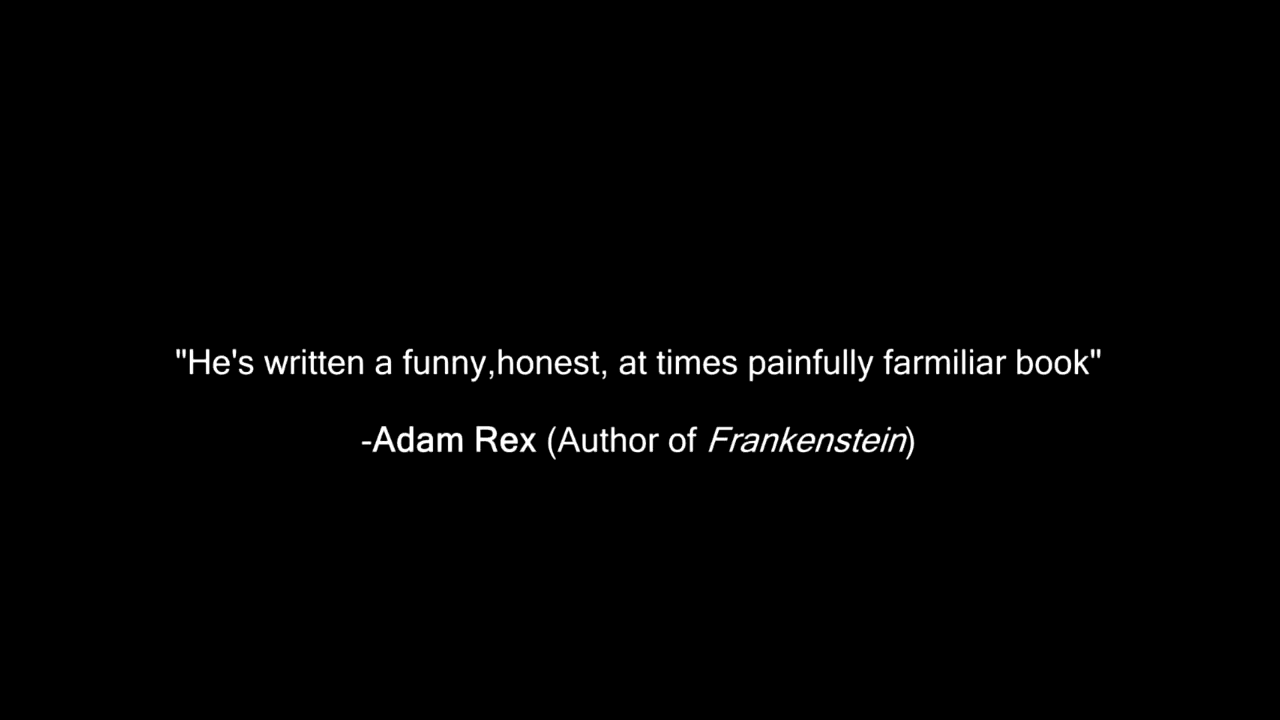 "He's written a funny,honest, at times painfully farmiliar book"
-Adam Rex (Author of Frankenstein)